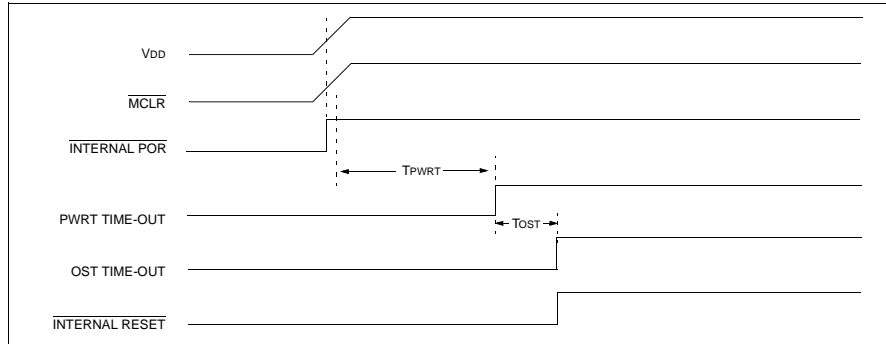 VDD
MCLR
INTERNAL POR
TPWRT
PWRT TIME-OUT
TOST
OST TIME-OUT
INTERNAL RESET